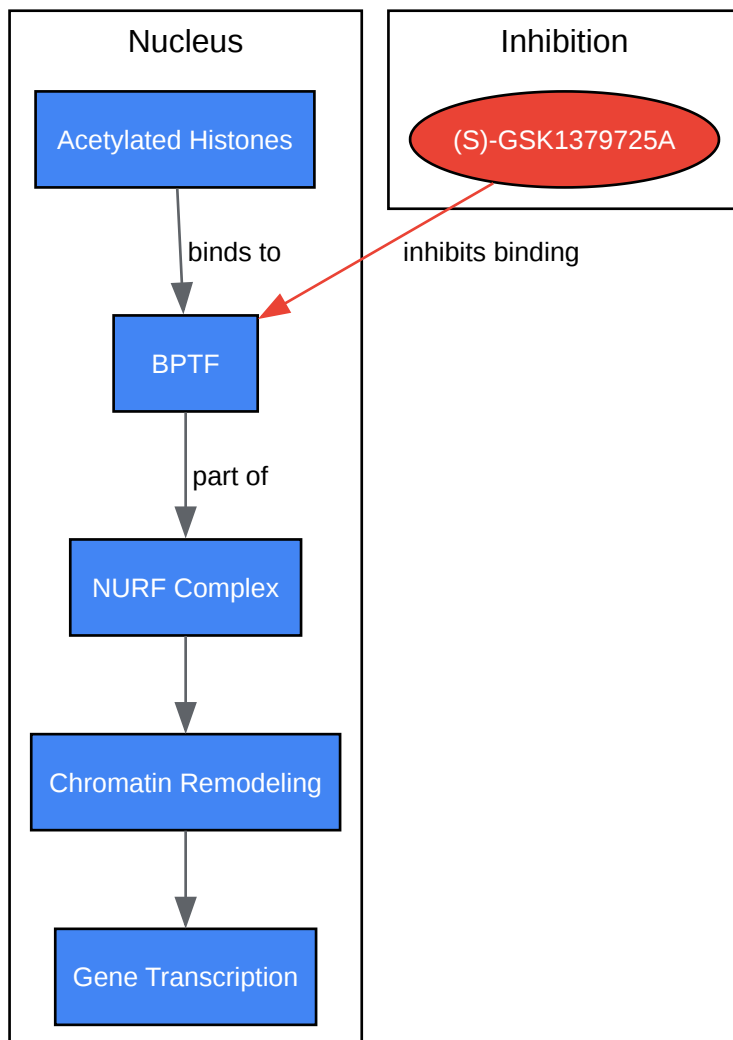 Nucleus
Inhibition
Acetylated Histones
(S)-GSK1379725A
binds to
inhibits binding
BPTF
part of
NURF Complex
Chromatin Remodeling
Gene Transcription